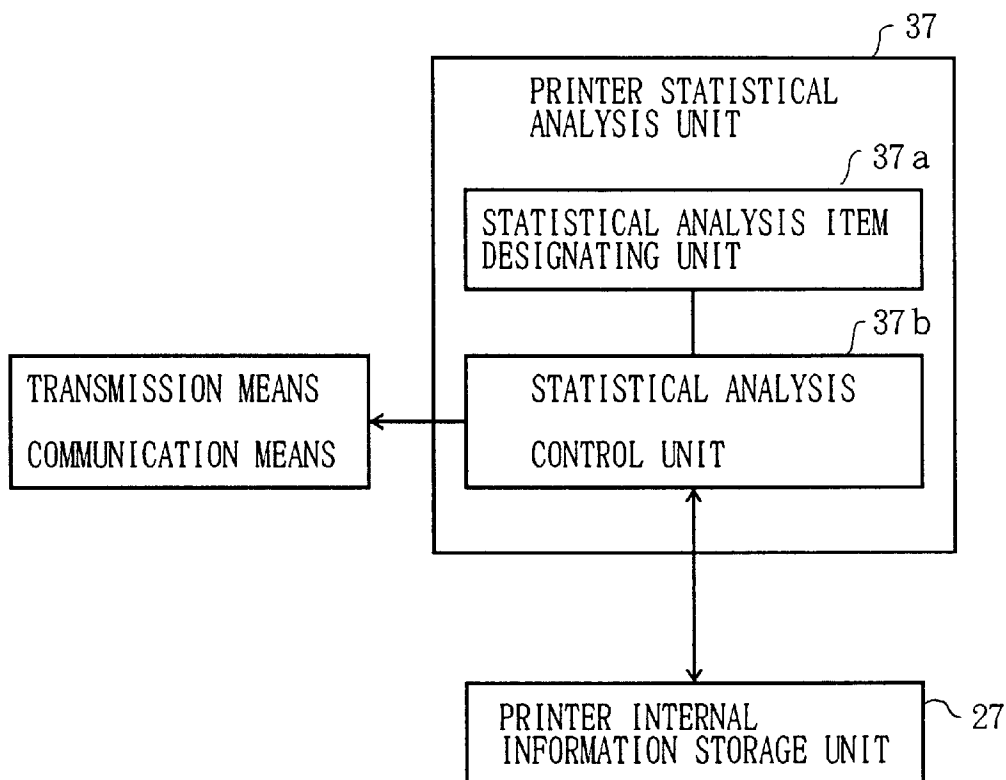 37
PRINTER STATISTICAL
ANALYSIS UNIT
37a
STATISTICAL ANALYSIS ITEM
DESIGNATING UNIT
37b
TRANSMISSION MEANS
COMMUNICATION MEANS
STATISTICAL ANALYSIS
CONTROL UNIT
PRINTER INTERNAL
INFORMATION STORAGE UNIT
27